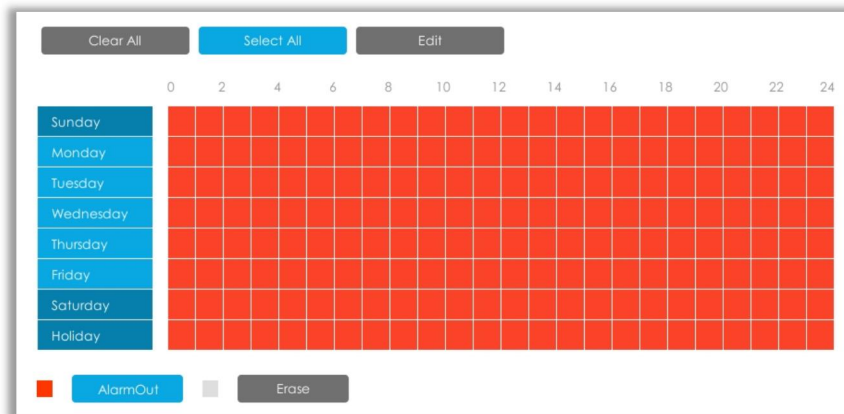 Clear All Select All Edit
0 2 4 6 8 10 12 14 16 18 20 22 24
Sunday
Monday
Tuesday
Wednesday
Thursday
Friday
Saturday
Holiday
AlarmOut Erase